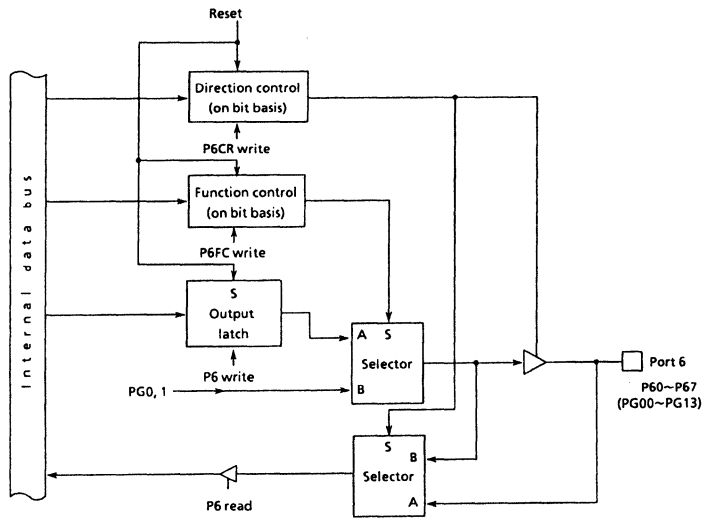 Reset
Internal data bus
Direction control
(on bit basis)
P6CR write
Function control
(on bit basis)
P6FC write
S
Output
latch
P6 write
PG0, 1
A S
Selector
B
Port 6
P60~P67
(PG00~PG13)
S
B
Selector
A
P6 read